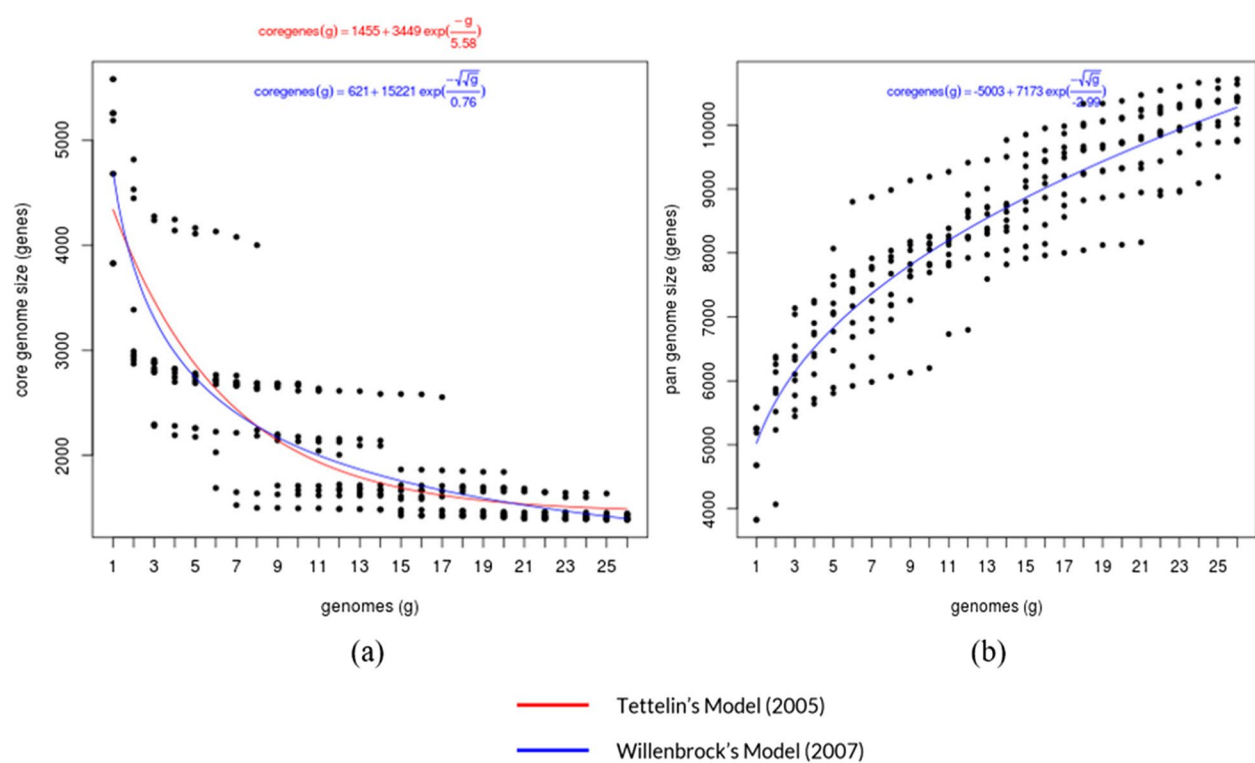 coregenes(g) = 1455 + 3449 exp(-g/5.58)
coregenes(g) = 621 + 15221 exp(-√√g/0.76)
core genome size (genes)
5000
4000
3000
2000
1 3 5 7 9 11 13 15 17 19 21 23 25
genomes (g)
(a)
coregenes(g) = -5003 + 7173 exp(-√√g/-2.99)
pan genome size (genes)
10000
9000
8000
7000
6000
5000
4000
1 3 5 7 9 11 13 15 17 19 21 23 25
genomes (g)
(b)
Tettelin's Model (2005)
Willenbrock's Model (2007)